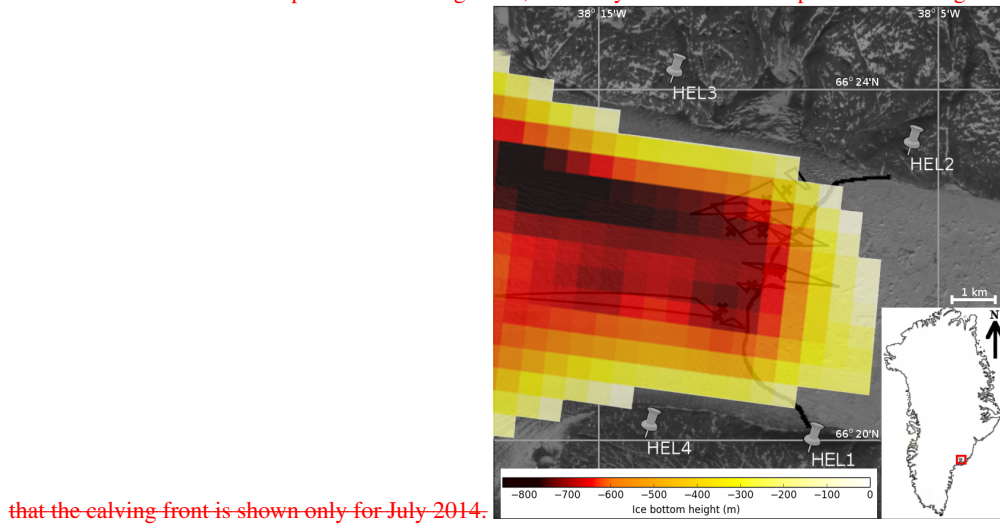 38° 15'W
38° 5'W
66° 24'N
HEL3
HEL2
1 km
N
66° 20'N
HEL4
HEL1
−800 −700 −600 −500 −400 −300 −200 −100 0
Ice bottom height (m)
that the calving front is shown only for July 2014.